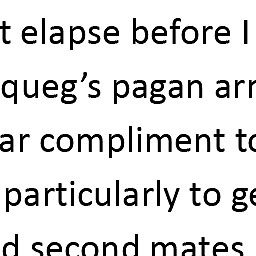 t elapse before I
queg’s pagan arr
ar compliment to
particularly to ge
d second mates